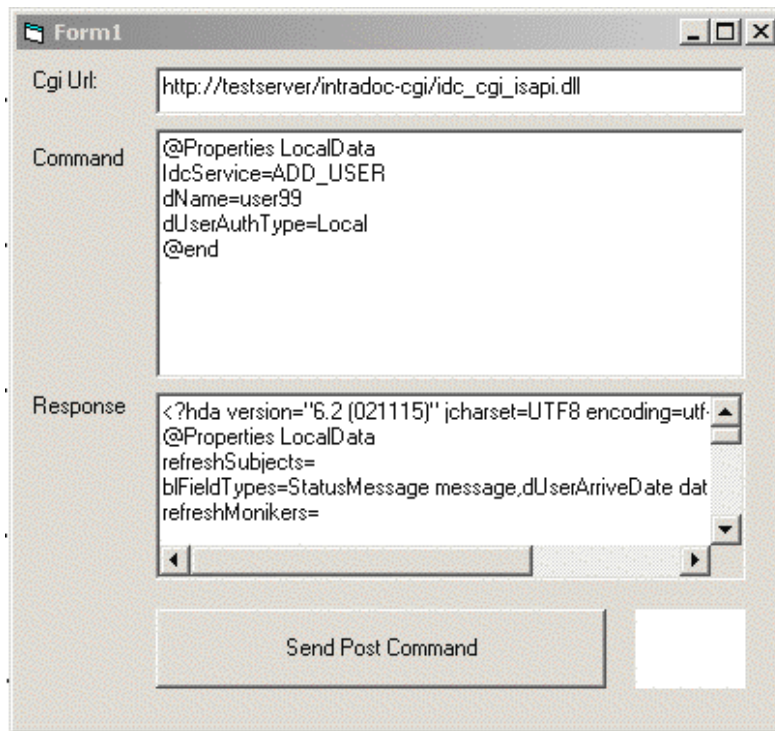 Form1
Cgi Url:
http://testserver/intradoc-cgi/idc_cgi_isapi.dll
Command
@Properties LocalData
IdcService=ADD_USER
dName=user99
dUserAuthType=Local
@end
Response
<?hda version="6.2 (021115)" jcharset=UTF8 encoding=utf-
@Properties LocalData
refreshSubjects=
blFieldTypes=StatusMessage message,dUserArriveDate dat
refreshMonikers=
Send Post Command